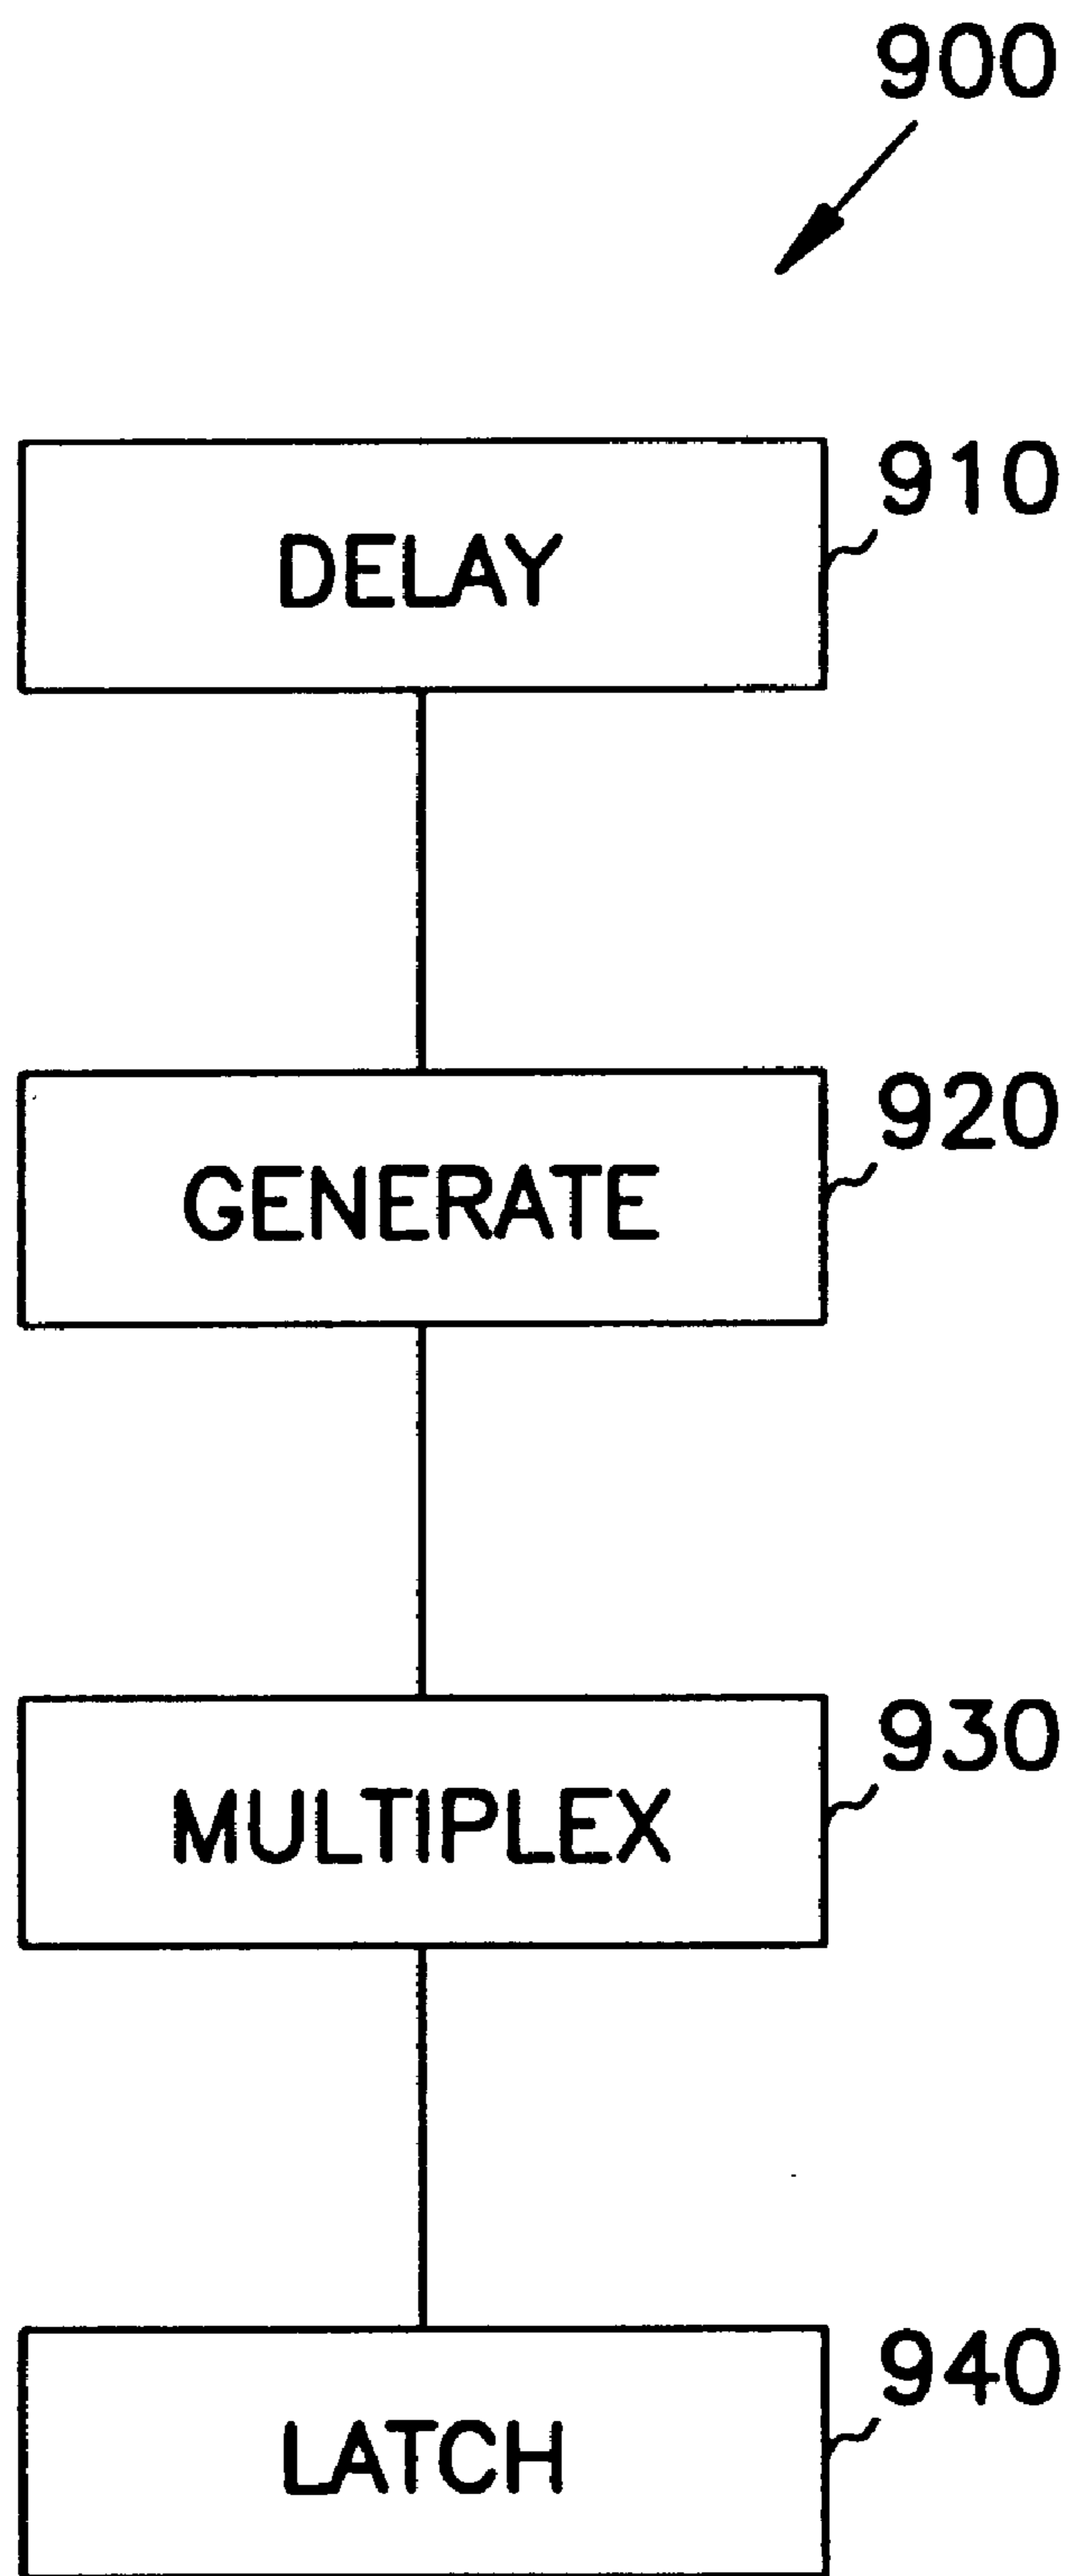 900
910
DELAY
920
GENERATE
930
MULTIPLEX
940
LATCH